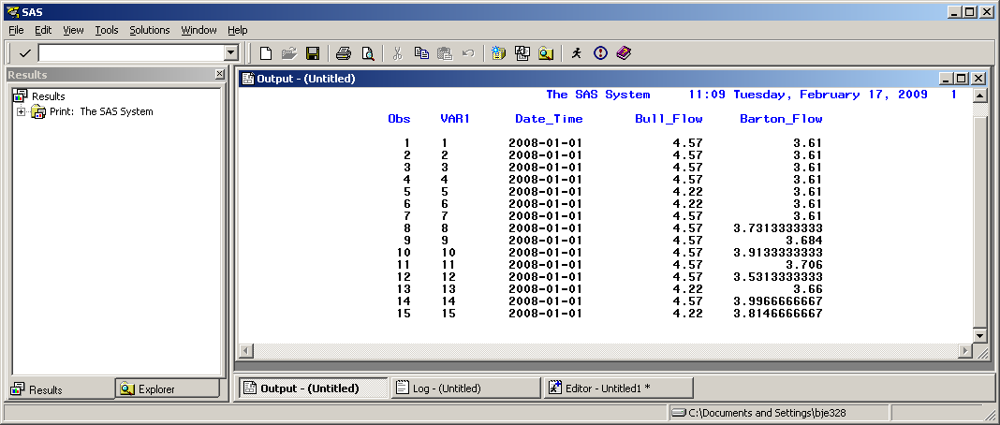 SAS
File Edit View Tools Solutions Window Help
Results
Results
Print: The SAS System
Results Explorer
Output - (Untitled)
The SAS System 11:09 Tuesday, February 17, 2009 1
Obs VAR1 Date_Time Bull_Flow Barton_Flow
1 1 2008-01-01 4.57 3.61
2 2 2008-01-01 4.57 3.61
3 3 2008-01-01 4.57 3.61
4 4 2008-01-01 4.57 3.61
5 5 2008-01-01 4.22 3.61
6 6 2008-01-01 4.22 3.61
7 7 2008-01-01 4.57 3.61
8 8 2008-01-01 4.57 3.7313333333
9 9 2008-01-01 4.57 3.684
10 10 2008-01-01 4.57 3.9133333333
11 11 2008-01-01 4.57 3.706
12 12 2008-01-01 4.57 3.5313333333
13 13 2008-01-01 4.22 3.66
14 14 2008-01-01 4.57 3.9966666667
15 15 2008-01-01 4.22 3.8146666667
Output - (Untitled) Log - (Untitled) Editor - Untitled1 *
C:\Documents and Settings\bje328